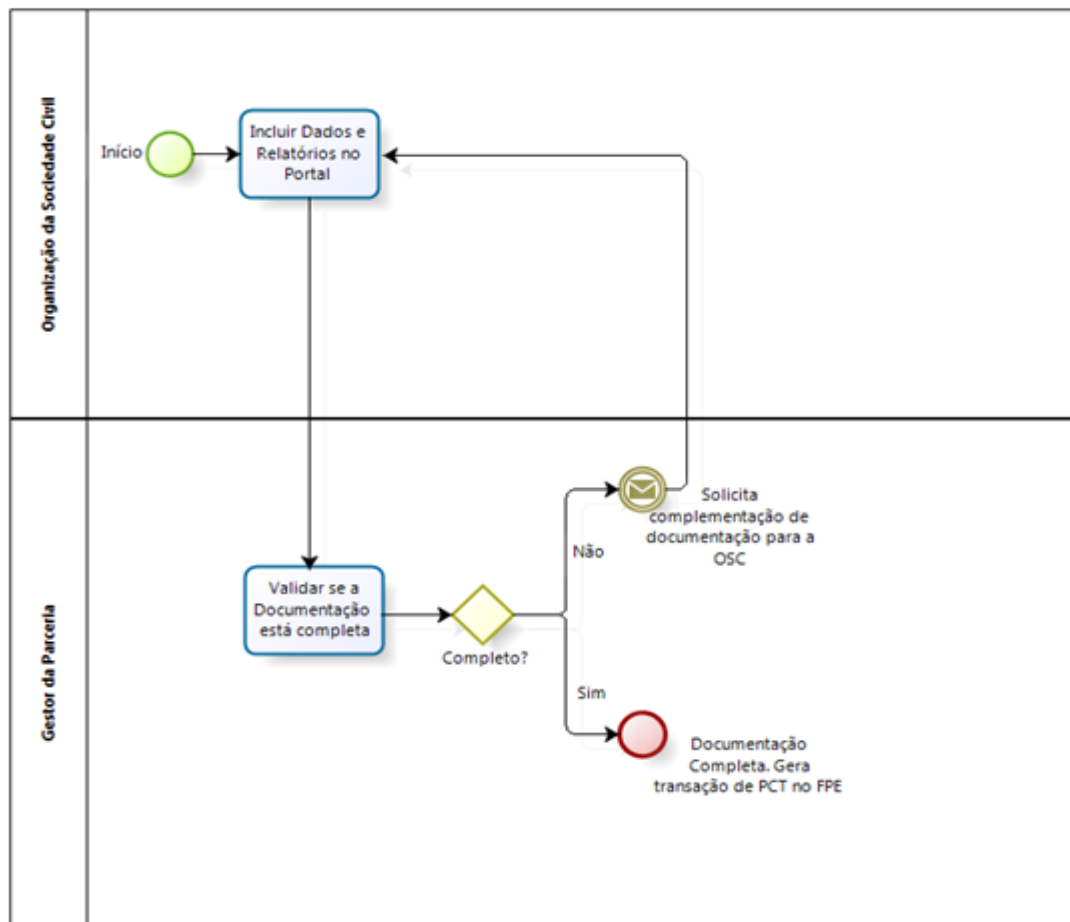 Organização da Sociedade Civil
Início
Incluir Dados e
Relatórios no
Portal
Gestor da Parceria
Validar se a
Documentação
está completa
Completo?
Não
Solicita
complementação de
documentação para a
OSC
Sim
Documentação
Completa. Gera
transação de PCT no FPE